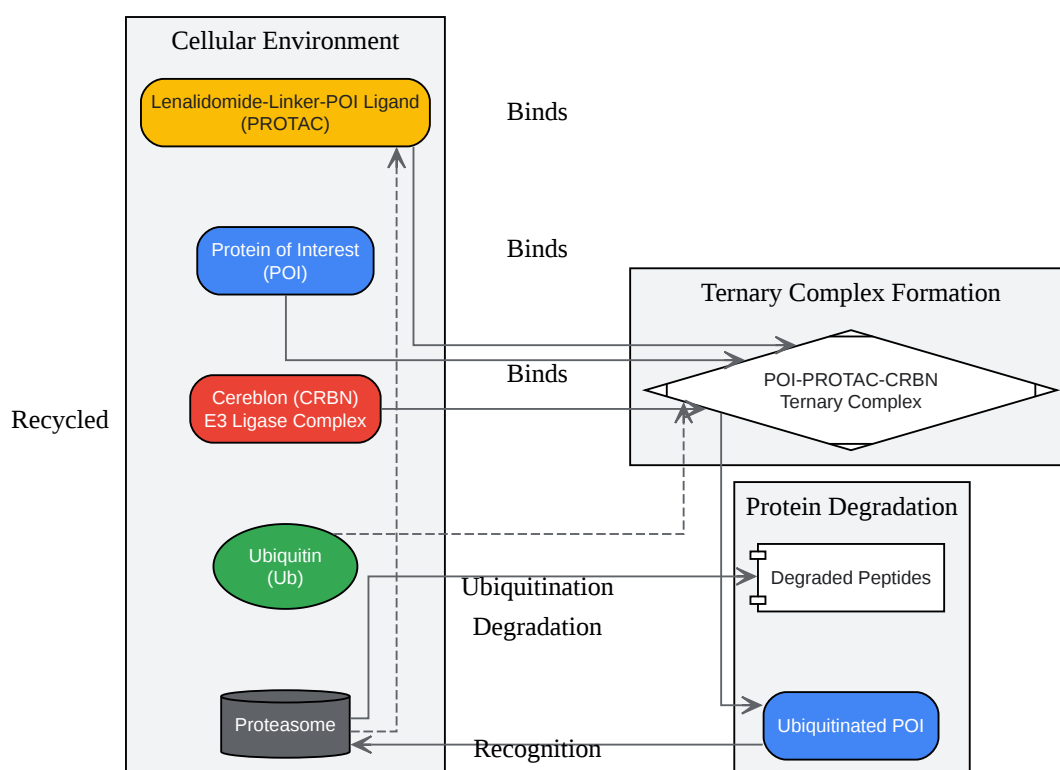 Cellular Environment
Lenalidomide-Linker-POI Ligand
(PROTAC)
Binds
Protein of Interest
(POI)
Binds
Ternary Complex Formation
Cereblon (CRBN)
E3 Ligase Complex
Binds
POI-PROTAC-CRBN
Ternary Complex
Recycled
Protein Degradation
Ubiquitin
(Ub)
Ubiquitination
Degraded Peptides
Degradation
Proteasome
Recognition
Ubiquitinated POI